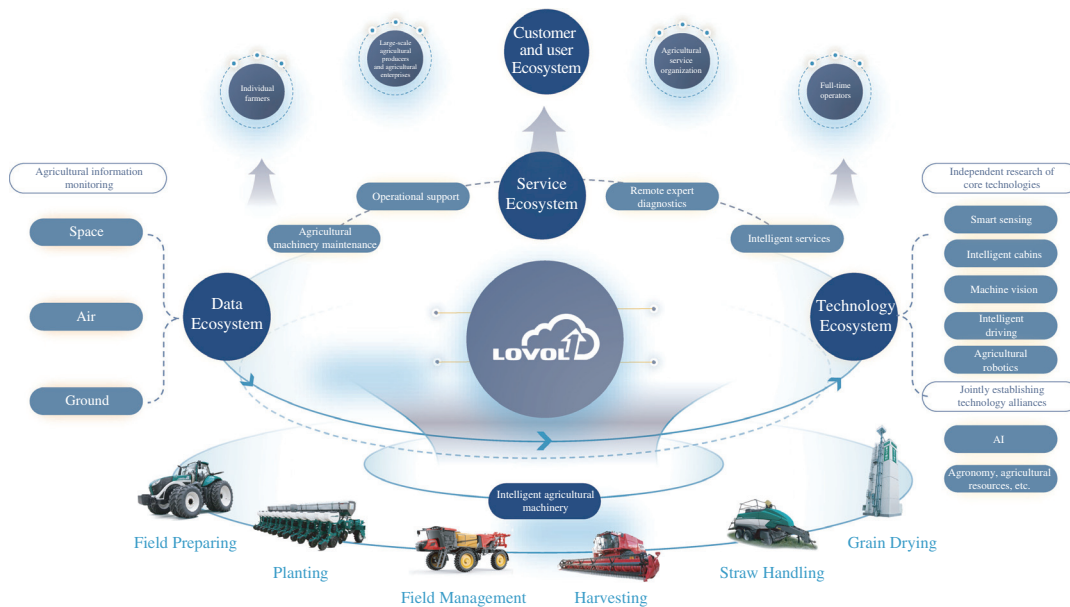 Customer
and user
Ecosystem
Large-scale
agricultural
producers
and agricultural
enterprises
Agricultural
service
organization
Individual
farmers
Full-time
operators
Agricultural information
monitoring
Space
Air
Ground
Data
Ecosystem
Agricultural
machinery maintenance
Operational support
Service
Ecosystem
Remote expert
diagnostics
Intelligent services
Technology
Ecosystem
Independent research of
core technologies
Smart sensing
Intelligent cabins
Machine vision
Intelligent
driving
Agricultural
robotics
Jointly establishing
technology alliances
AI
Agronomy, agricultural
resources, etc.
LOVOL
Intelligent agricultural
machinery
Field Preparing
Planting
Field Management
Harvesting
Straw Handling
Grain Drying